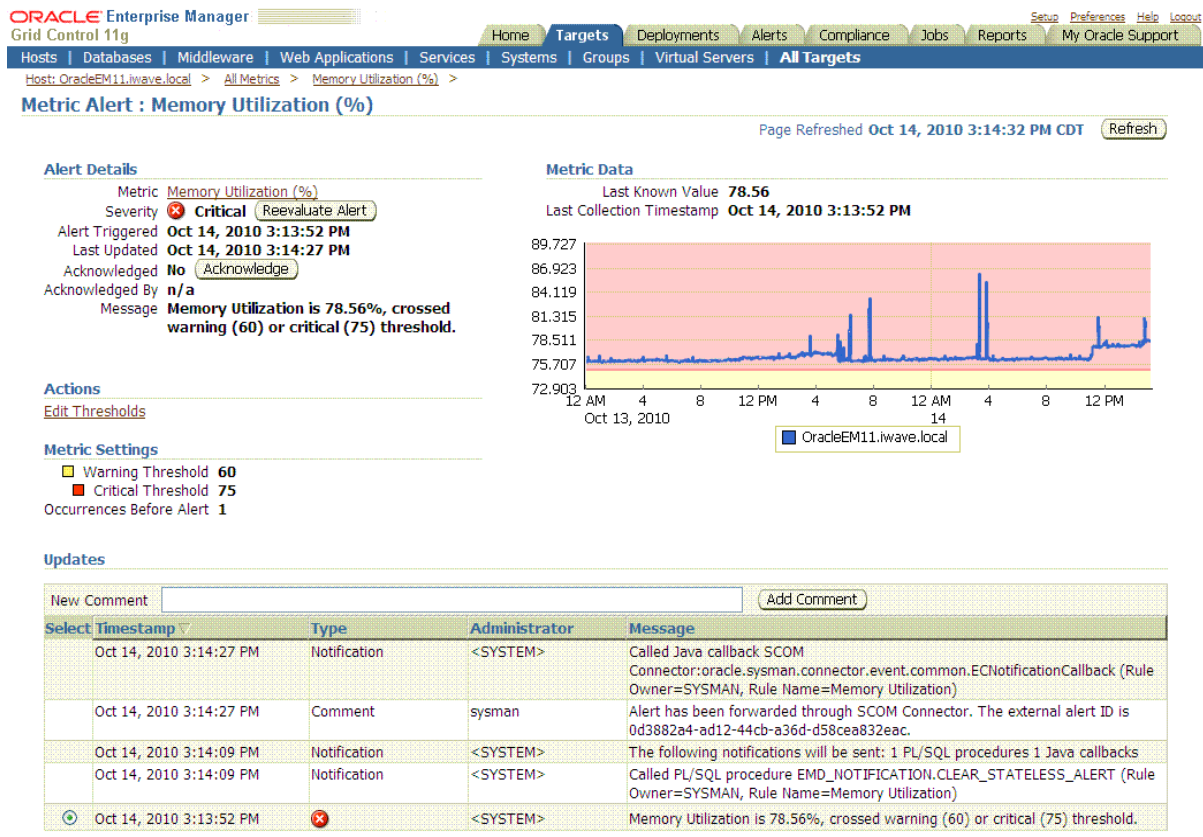 ORACLE Enterprise Manager
Grid Control 11g
Setup Preferences Help Logout
Home Targets Deployments Alerts Compliance Jobs Reports My Oracle Support
Hosts | Databases | Middleware | Web Applications | Services | Systems | Groups | Virtual Servers | All Targets
Host: OracleEM11.iwave.local > All Metrics > Memory Utilization (%) >
Metric Alert : Memory Utilization (%)
Page Refreshed Oct 14, 2010 3:14:32 PM CDT Refresh
Alert Details
Metric Memory Utilization (%)
Severity Critical Reevaluate Alert
Alert Triggered Oct 14, 2010 3:13:52 PM
Last Updated Oct 14, 2010 3:14:27 PM
Acknowledged No Acknowledge
Acknowledged By n/a
Message Memory Utilization is 78.56%, crossed
warning (60) or critical (75) threshold.
Actions
Edit Thresholds
Metric Settings
Warning Threshold 60
Critical Threshold 75
Occurrences Before Alert 1
Metric Data
Last Known Value 78.56
Last Collection Timestamp Oct 14, 2010 3:13:52 PM
89.727
86.923
84.119
81.315
78.511
75.707
72.903
12 AM 4 8 12 PM 4 8 12 AM 4 8 12 PM
Oct 13, 2010 14
OracleEM11.iwave.local
Updates
New Comment Add Comment
Select Timestamp Type Administrator Message
Oct 14, 2010 3:14:27 PM Notification <SYSTEM> Called Java callback SCOM
Connector:oracle.sysman.connector.event.common.ECNotificationCallback (Rule
Owner=SYSMAN, Rule Name=Memory Utilization)
Oct 14, 2010 3:14:27 PM Comment sysman Alert has been forwarded through SCOM Connector. The external alert ID is
0d3882a4-ad12-44cb-a36d-d58cea832eac.
Oct 14, 2010 3:14:09 PM Notification <SYSTEM> The following notifications will be sent: 1 PL/SQL procedures 1 Java callbacks
Oct 14, 2010 3:14:09 PM Notification <SYSTEM> Called PL/SQL procedure EMD_NOTIFICATION.CLEAR_STATELESS_ALERT (Rule
Owner=SYSMAN, Rule Name=Memory Utilization)
Oct 14, 2010 3:13:52 PM <SYSTEM> Memory Utilization is 78.56%, crossed warning (60) or critical (75) threshold.